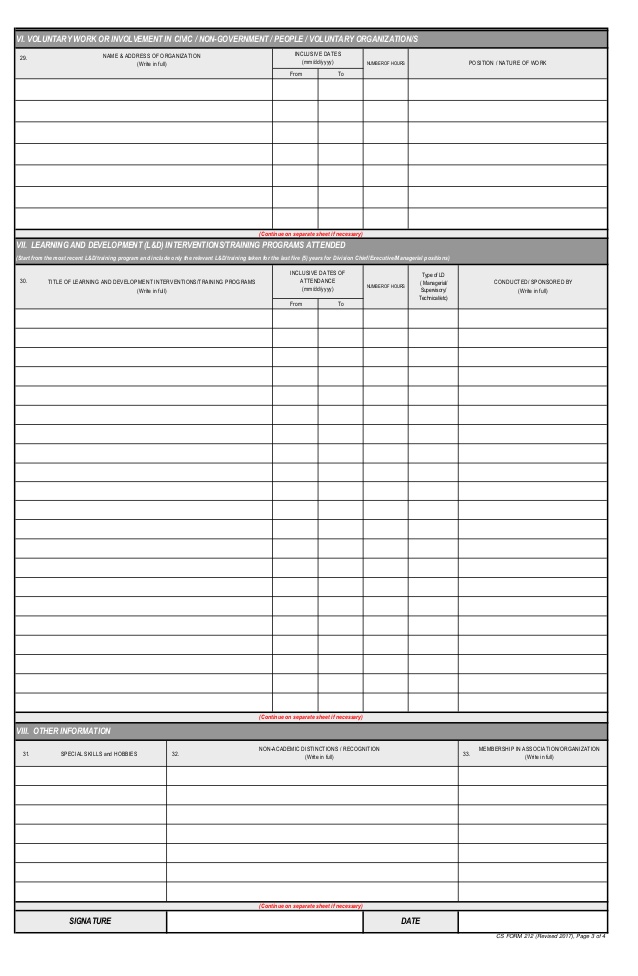 VI. VOLUNTARY WORK OR INVOLVEMENT IN CIVIC / NON-GOVERNMENT / PEOPLE / VOLUNTARY ORGANIZATION/S
29.
NAME & ADDRESS OF ORGANIZATION
(Write in full)
INCLUSIVE DATES
(mm/dd/yyyy)
From
To
NUMBER OF HOURS
POSITION / NATURE OF WORK
(Continue on separate sheet if necessary)
VII. LEARNING AND DEVELOPMENT (L&D) INTERVENTIONS/TRAINING PROGRAMS ATTENDED
(Start from the most recent L&D/training program and include only the relevant L&D/training taken for the last five (5) years for Division Chief/Executive/Managerial positions)
30.
TITLE OF LEARNING AND DEVELOPMENT INTERVENTIONS/TRAINING PROGRAMS
(Write in full)
INCLUSIVE DATES OF
ATTENDANCE
(mm/dd/yyyy)
From
To
NUMBER OF HOURS
Type of LD
( Managerial/
Supervisory/
Technical/etc)
CONDUCTED/ SPONSORED BY
(Write in full)
(Continue on separate sheet if necessary)
VIII. OTHER INFORMATION
31.
SPECIAL SKILLS and HOBBIES
32.
NON-ACADEMIC DISTINCTIONS / RECOGNITION
(Write in full)
33.
MEMBERSHIP IN ASSOCIATION/ORGANIZATION
(Write in full)
(Continue on separate sheet if necessary)
SIGNATURE
DATE
CS FORM 212 (Revised 2017), Page 3 of 4